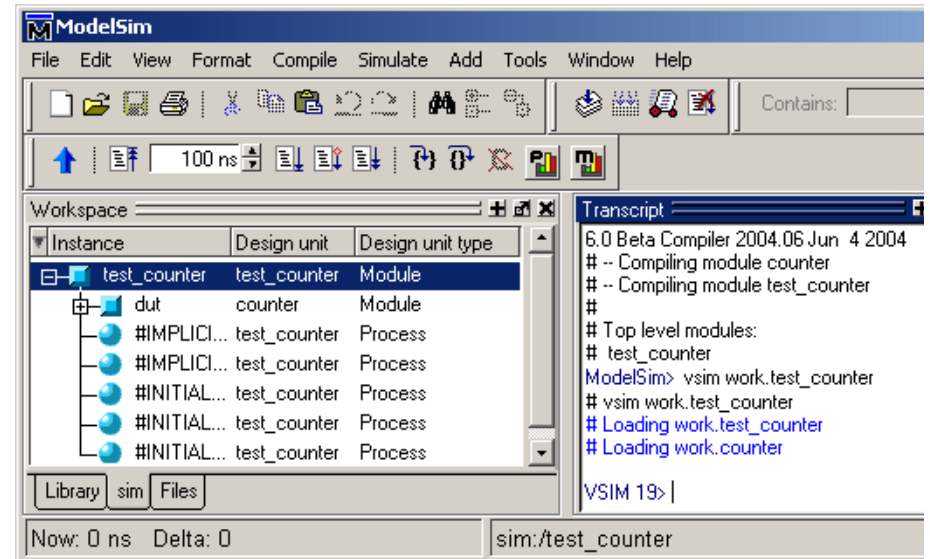 ModelSim
File Edit View Format Compile Simulate Add Tools Window Help
Contains:
100 ns
Workspace
Instance Design unit Design unit type
test_counter test_counter Module
dut counter Module
#IMPLICI... test_counter Process
#IMPLICI... test_counter Process
#INITIAL... test_counter Process
#INITIAL... test_counter Process
#INITIAL... test_counter Process
Library sim Files
Transcript
6.0 Beta Compiler 2004.06 Jun 4 2004
# -- Compiling module counter
# -- Compiling module test_counter
#
# Top level modules:
# test_counter
ModelSim> vsim work.test_counter
# vsim work.test_counter
# Loading work.test_counter
# Loading work.counter
VSIM 19>
Now: 0 ns Delta: 0
sim:/test_counter